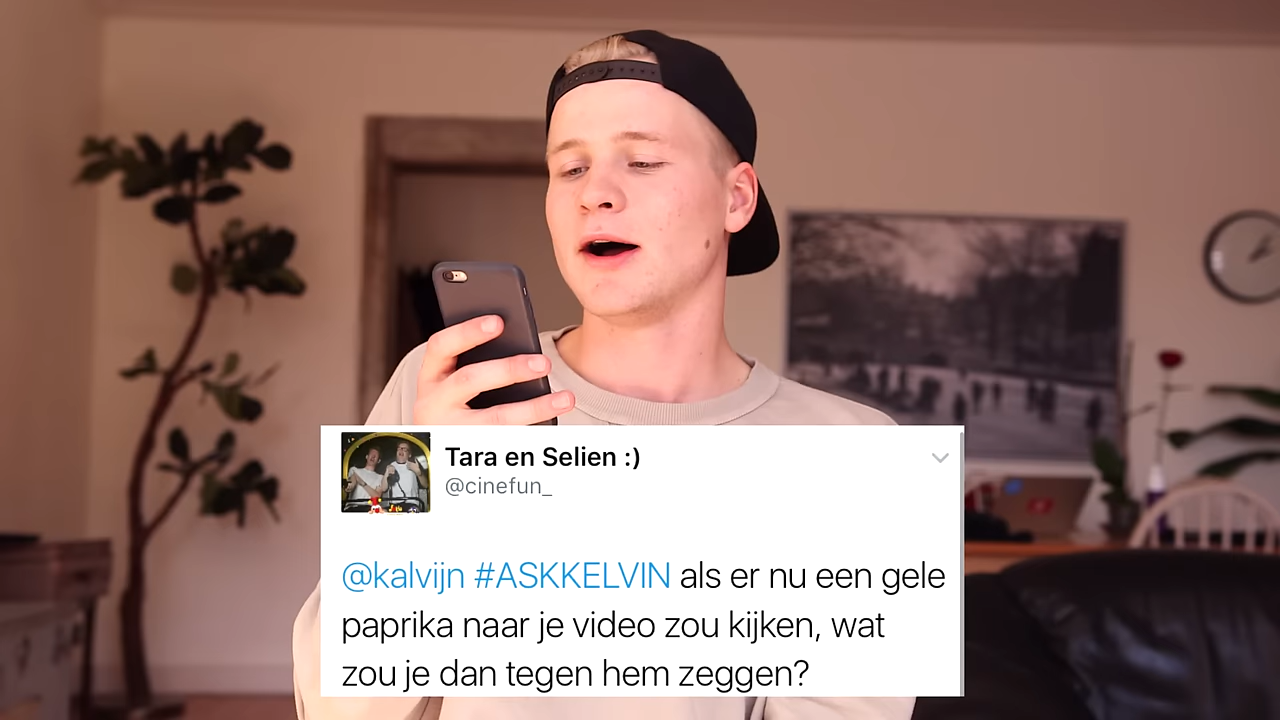 Tara en Selien :)
@cinefun_
@kalvijn #ASKKELVIN als er nu een gele
paprika naar je video zou kijken, wat
zou je dan tegen hem zeggen?